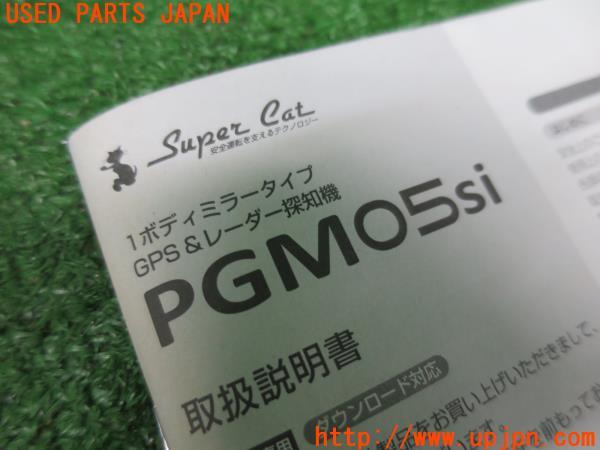 USED PARTS JAPAN
Super Cat
安全運転を支えるテクノロジー
1ボディミラータイプ
GPS&レーダー探知機
PGM05si
取扱説明書
ダウンロード対応
お買い上げいただきまして、
http://www.upjpn.com/